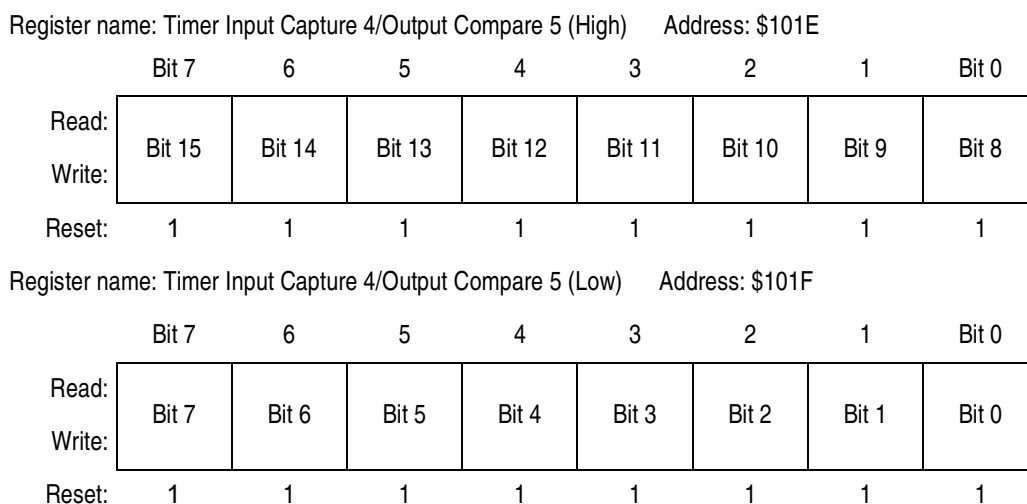 Register name: Timer Input Capture 4/Output Compare 5 (High) Address: $101E
Bit 7 6 5 4 3 2 1 Bit 0
Read:
Bit 15 Bit 14 Bit 13 Bit 12 Bit 11 Bit 10 Bit 9 Bit 8
Write:
Reset: 1 1 1 1 1 1 1 1
Register name: Timer Input Capture 4/Output Compare 5 (Low) Address: $101F
Bit 7 6 5 4 3 2 1 Bit 0
Read:
Bit 7 Bit 6 Bit 5 Bit 4 Bit 3 Bit 2 Bit 1 Bit 0
Write:
Reset: 1 1 1 1 1 1 1 1